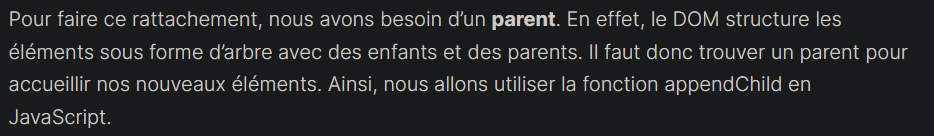 Pour faire ce rattachement, nous avons besoin d’un parent. En effet, le DOM structure les
éléments sous forme d’arbre avec des enfants et des parents. Il faut donc trouver un parent pour
accueillir nos nouveaux éléments. Ainsi, nous allons utiliser la fonction appendChild en
JavaScript.